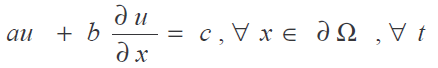 au + b ∂u/∂x = c , ∀ x ∈ ∂Ω , ∀ t